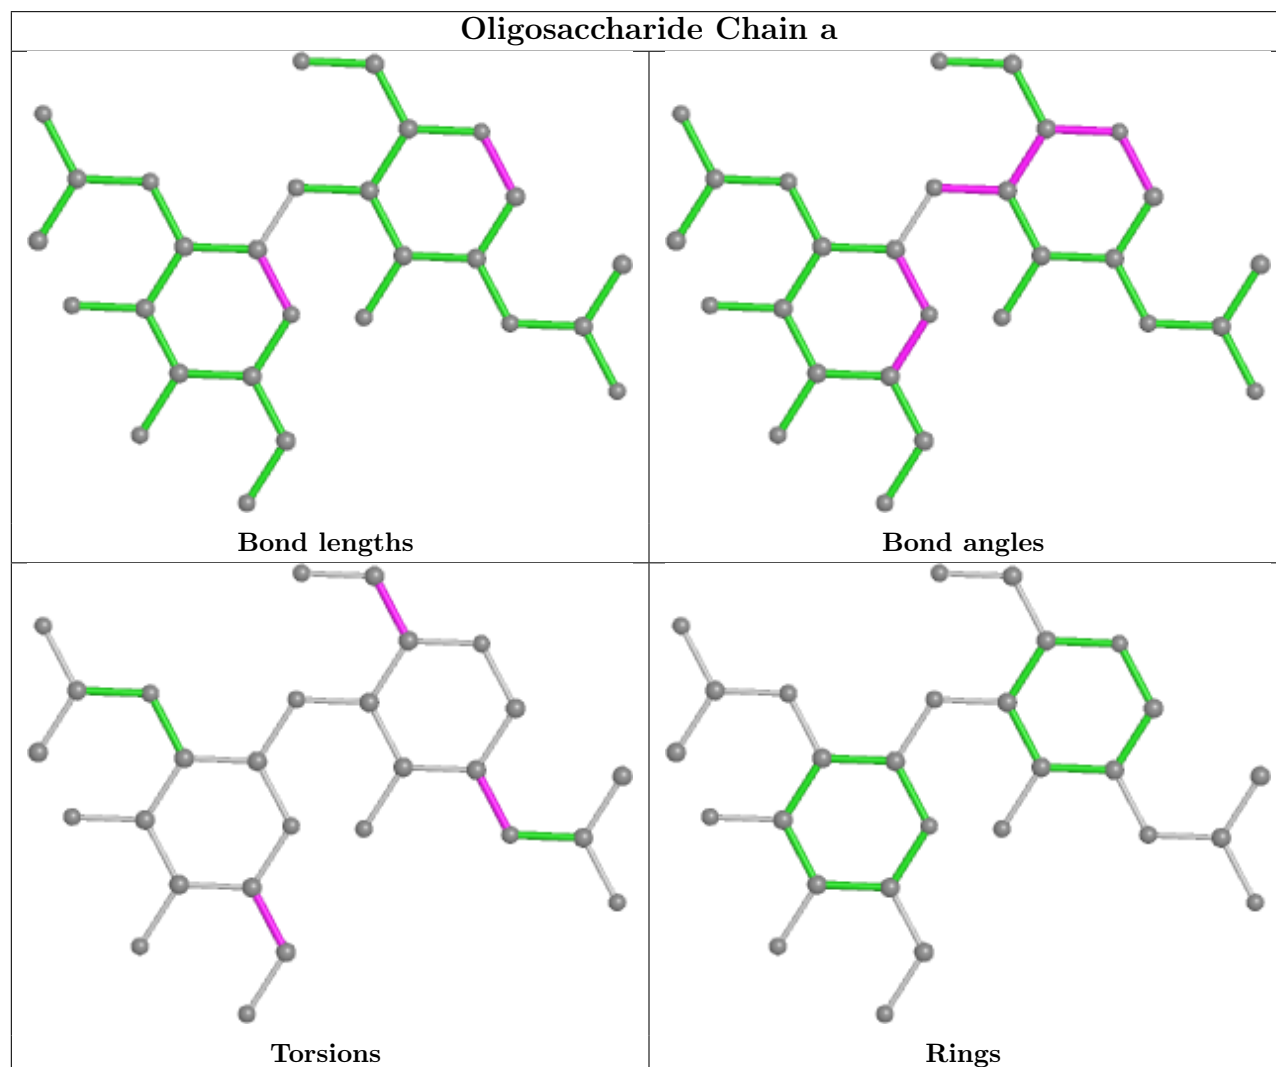 Oligosaccharide Chain a
Bond lengths
Bond angles
Torsions
Rings